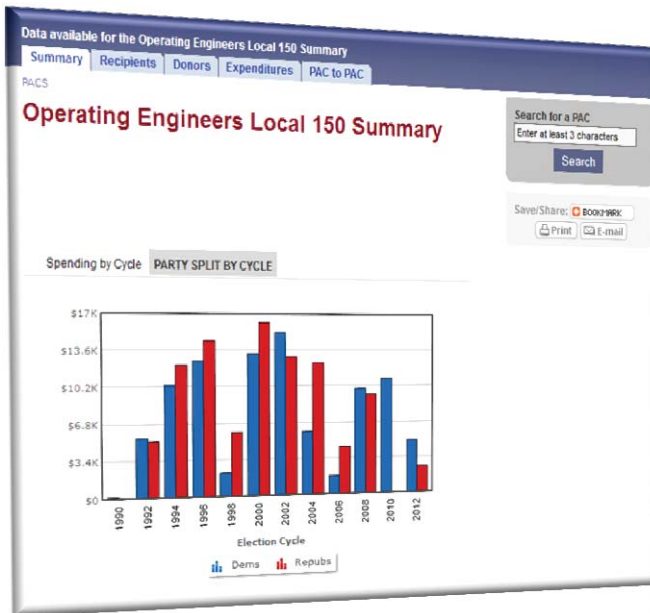 Data available for the Operating Engineers Local 150 Summary
Summary Recipients Donors Expenditures PAC to PAC
PACS
Operating Engineers Local 150 Summary
Search for a PAC
Enter at least 3 characters
Search
Save/Share: BOOKMARK
Print E-mail
Spending by Cycle PARTY SPLIT BY CYCLE
$17K
$13.6K
$10.2K
$6.8K
$3.4K
$0
1990 1992 1994 1996 1998 2000 2002 2004 2006 2008 2010 2012
Election Cycle
Dems Repubs